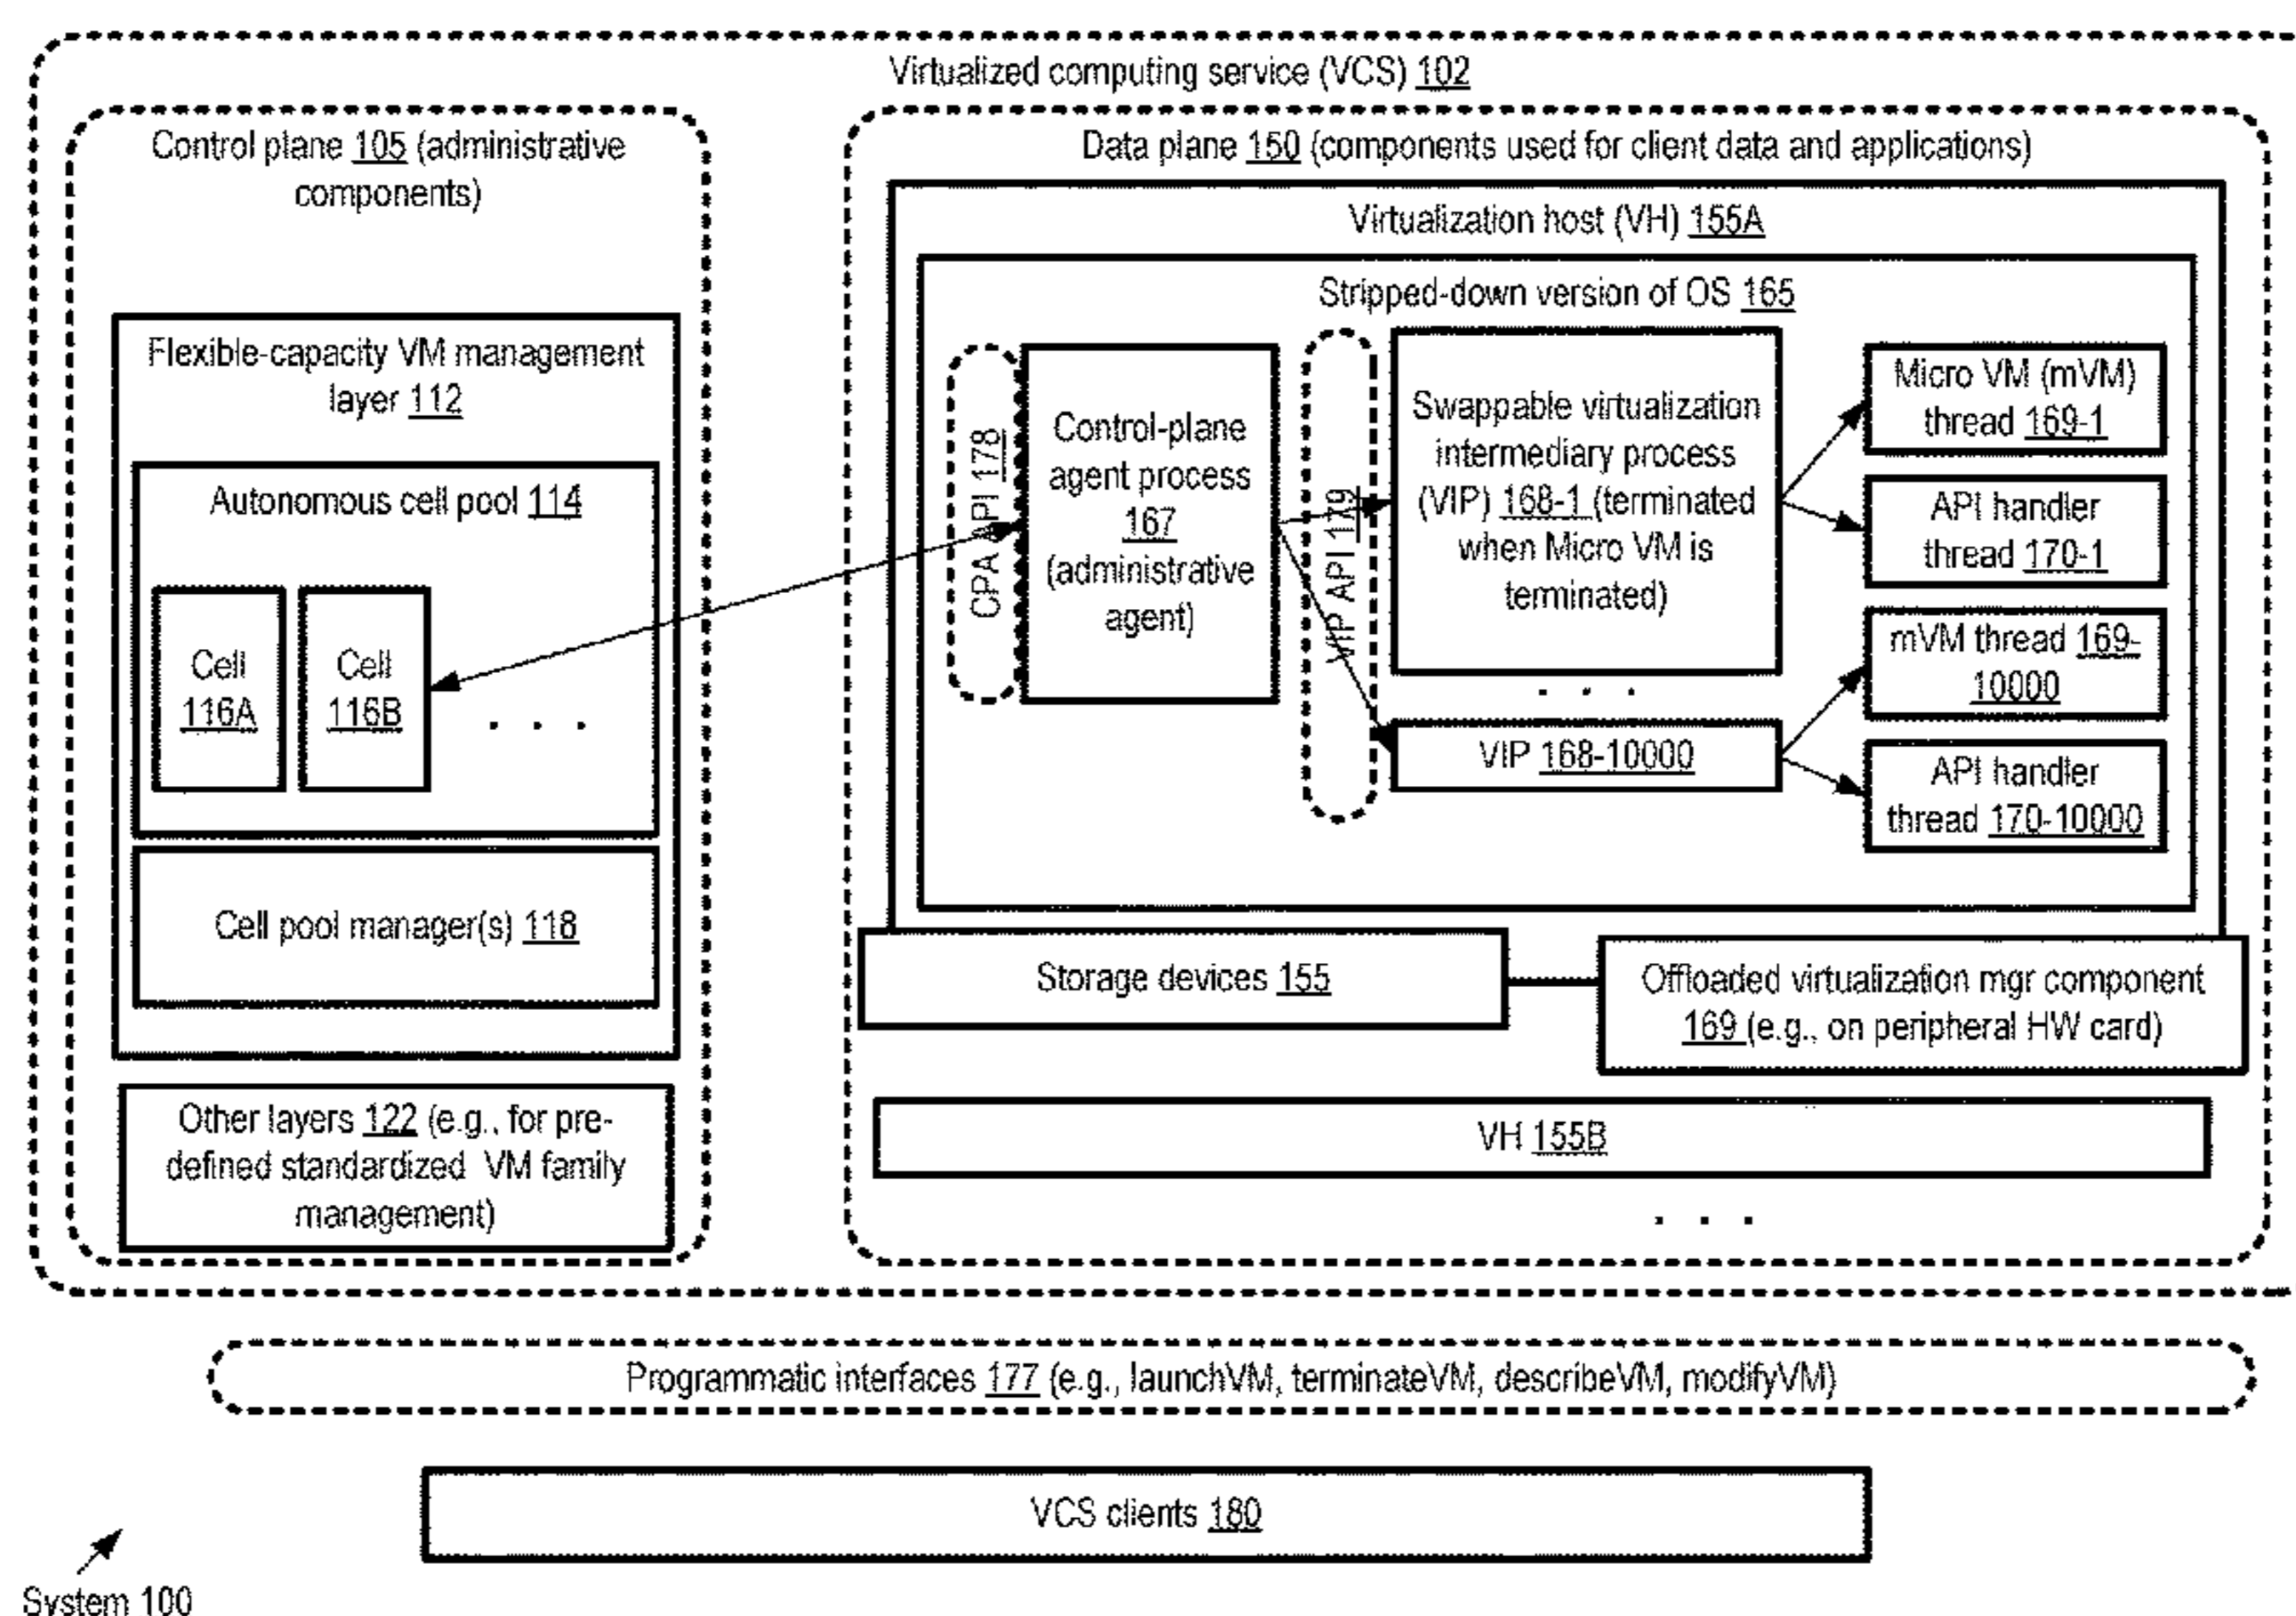 Virtualized computing service (VCS) 102
Control plane 105 (administrative
components)
Flexible-capacity VM management
layer 112
Autonomous cell pool 114
Cell
116A
Cell
116B
. . .
Cell pool manager(s) 118
Other layers 122 (e.g., for pre-
defined standardized VM family
management)
Data plane 150 (components used for client data and applications)
Virtualization host (VH) 155A
Stripped-down version of OS 165
CPA API 178
Control-plane
agent process
167
(administrative
agent)
VIP API 179
Swappable virtualization
intermediary process
(VIP) 168-1 (terminated
when Micro VM is
terminated)
. . .
VIP 168-10000
Micro VM (mVM)
thread 169-1
API handler
thread 170-1
mVM thread 169-
10000
API handler
thread 170-10000
Storage devices 155
Offloaded virtualization mgr component
169 (e.g., on peripheral HW card)
VH 155B
. . .
Programmatic interfaces 177 (e.g., launchVM, terminateVM, describeVM, modifyVM)
VCS clients 180
System 100